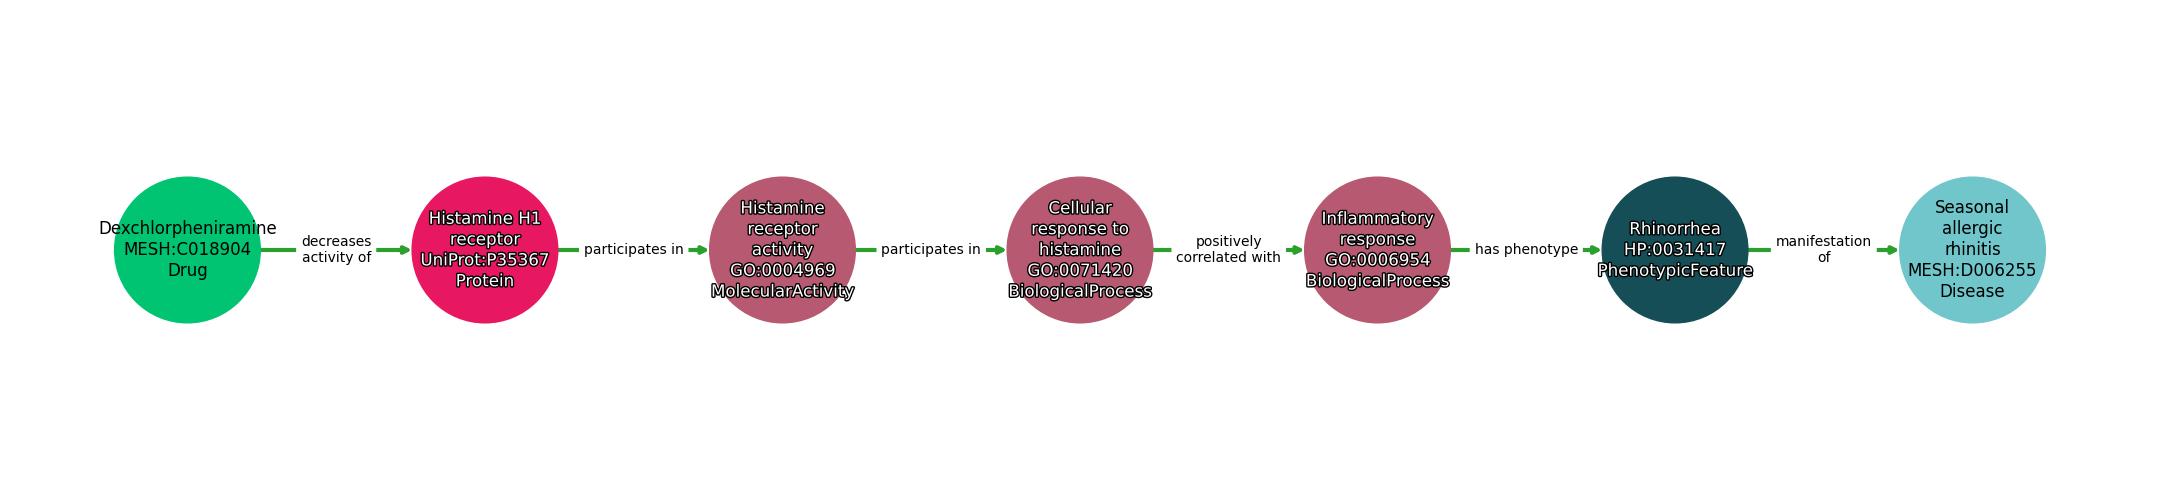 Dexchlorpheniramine
MESH:C018904
Drug
decreases
activity of
Histamine H1
receptor
UniProt:P35367
Protein
participates in
Histamine
receptor
activity
GO:0004969
MolecularActivity
participates in
Cellular
response to
histamine
GO:0071420
BiologicalProcess
positively
correlated with
Inflammatory
response
GO:0006954
BiologicalProcess
has phenotype
Rhinorrhea
HP:0031417
PhenotypicFeature
manifestation
of
Seasonal
allergic
rhinitis
MESH:D006255
Disease